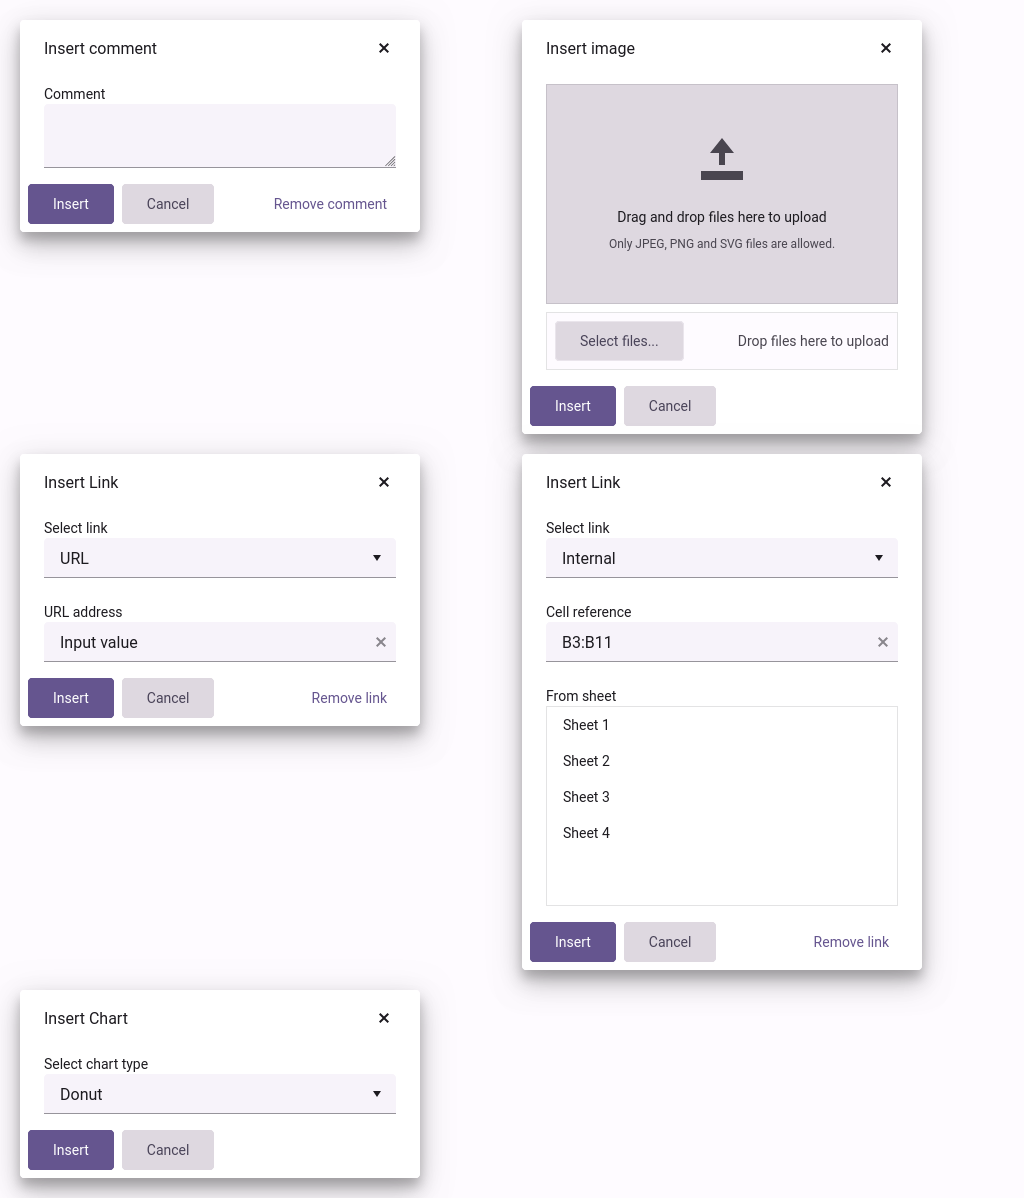 Insert comment
Comment
Insert
Cancel
Remove comment
Insert image
Drag and drop files here to upload
Only JPEG, PNG and SVG files are allowed.
Select files...
Drop files here to upload
Insert
Cancel
Insert Link
Select link
URL
URL address
Input value
Insert
Cancel
Remove link
Insert Link
Select link
Internal
Cell reference
B3:B11
From sheet
Sheet 1
Sheet 2
Sheet 3
Sheet 4
Insert
Cancel
Remove link
Insert Chart
Select chart type
Donut
Insert
Cancel